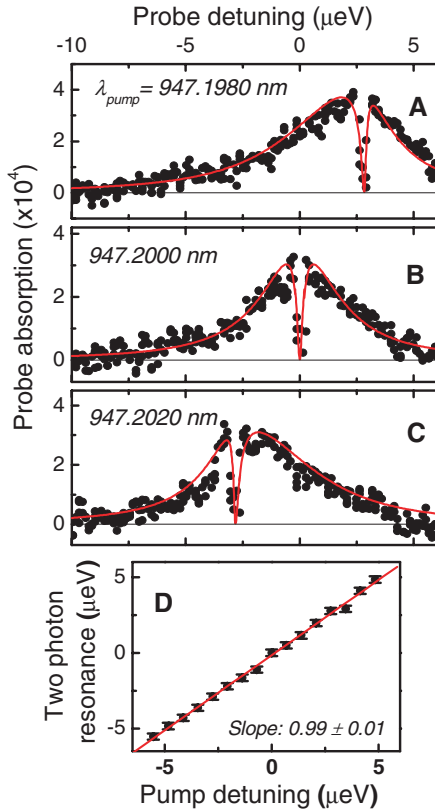 Probe detuning (μeV)
-10 -5 0 5
λpump= 947.1980 nm
A
4
2
0
947.2000 nm
B
2
0
Probe absorption (x10⁴)
947.2020 nm
C
4
2
0
D
5
0
-5
Two photon
resonance (μeV)
Slope: 0.99 ± 0.01
-5 0 5
Pump detuning (μeV)